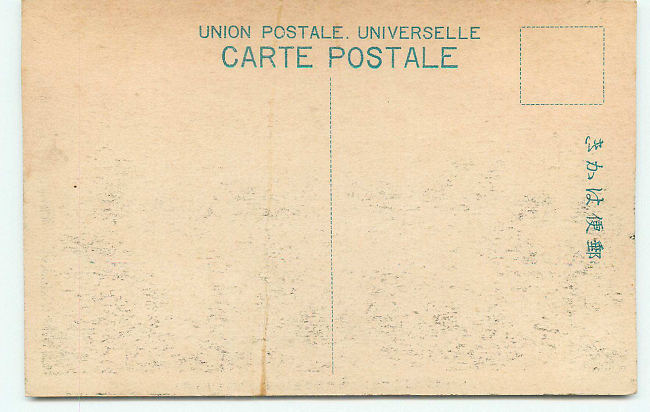 UNION POSTALE. UNIVERSELLE
CARTE POSTALE
郵便はかき